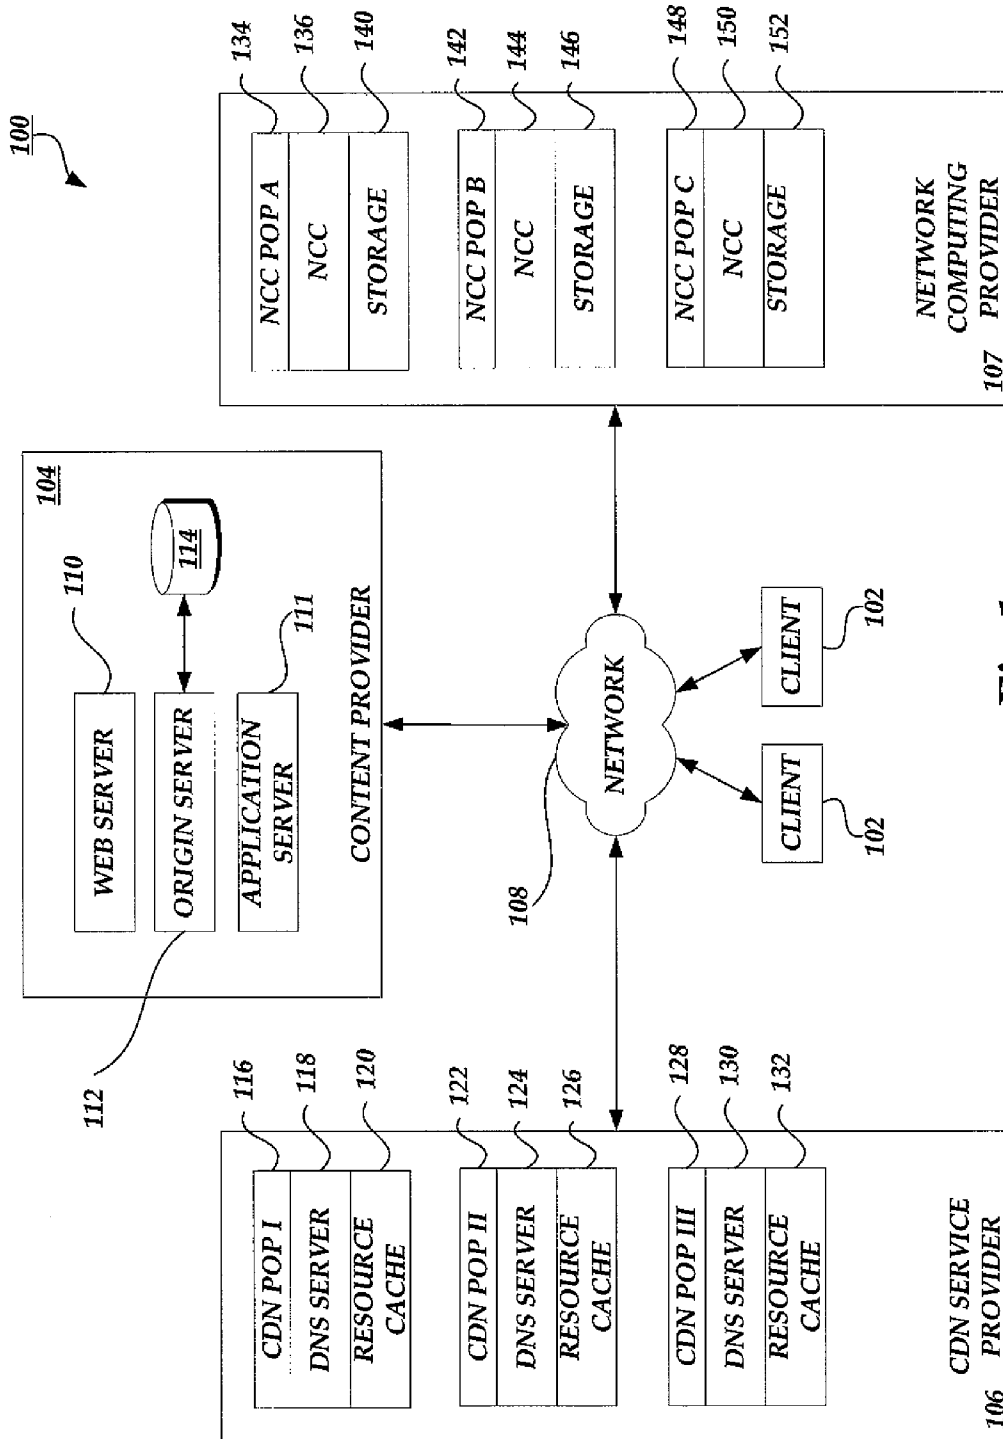 100
104
WEB SERVER
110
ORIGIN SERVER
114
112
APPLICATION
SERVER
111
CONTENT PROVIDER
CDN POP I
116
DNS SERVER
118
RESOURCE
CACHE
120
CDN POP II
122
DNS SERVER
124
RESOURCE
CACHE
126
CDN POP III
128
DNS SERVER
130
RESOURCE
CACHE
132
CDN SERVICE
PROVIDER
106
NETWORK
108
CLIENT
102
CLIENT
102
NCC POP A
134
NCC
136
STORAGE
140
NCC POP B
142
NCC
144
STORAGE
146
NCC POP C
148
NCC
150
STORAGE
152
NETWORK
COMPUTING
PROVIDER
107